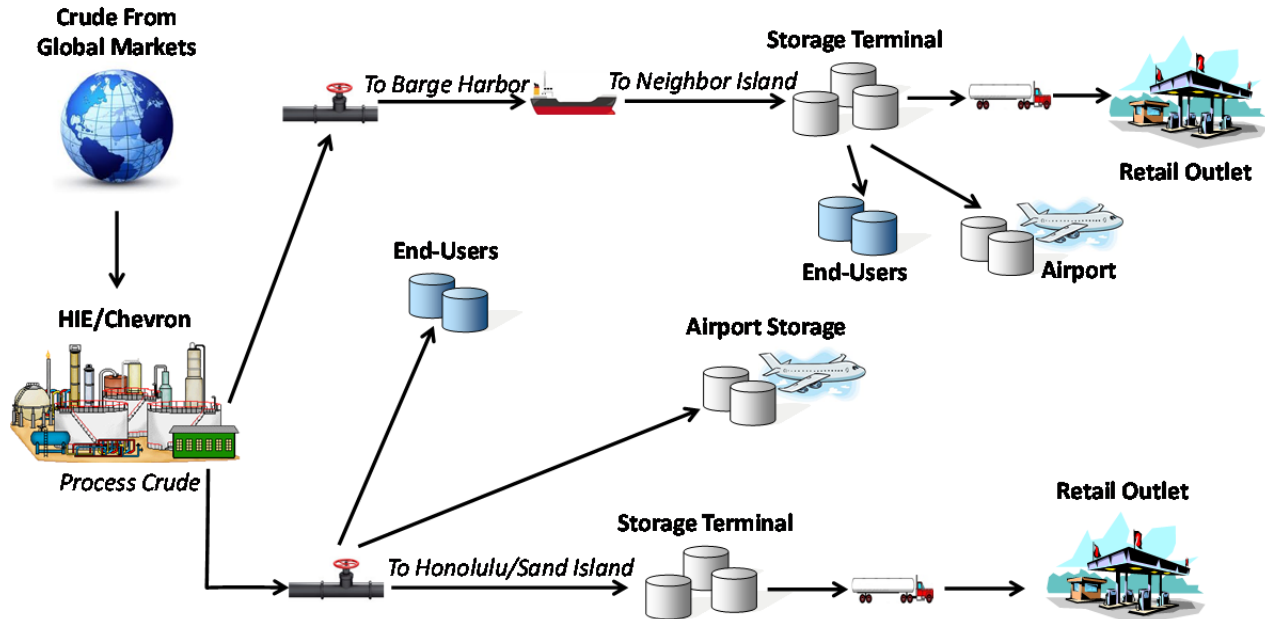 Crude From
Global Markets
Storage Terminal
To Barge Harbor
To Neighbor Island
Retail Outlet
End-Users
End-Users
Airport
HIE/Chevron
Airport Storage
Process Crude
Retail Outlet
Storage Terminal
To Honolulu/Sand Island